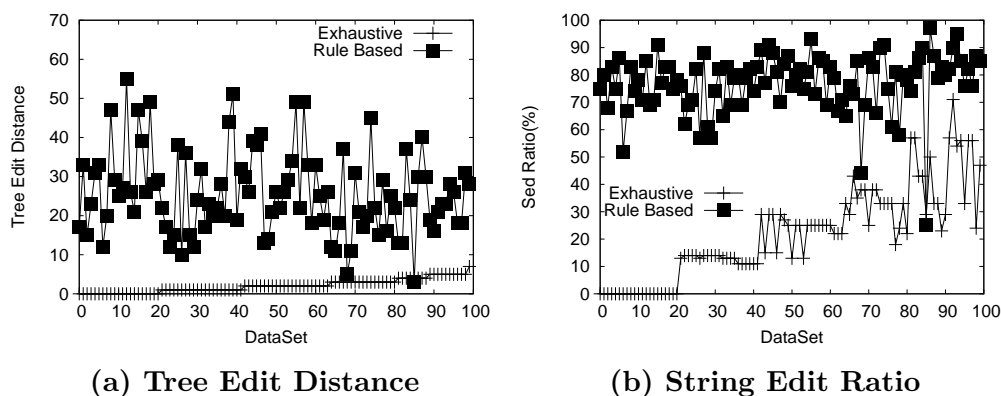 Tree Edit Distance
70
60
50
40
30
20
10
0
Exhaustive
Rule Based
0 10 20 30 40 50 60 70 80 90 100
DataSet
(a) Tree Edit Distance
Sed Ratio(%)
100
90
80
70
60
50
40
30
20
10
0
Exhaustive
Rule Based
0 10 20 30 40 50 60 70 80 90 100
DataSet
(b) String Edit Ratio